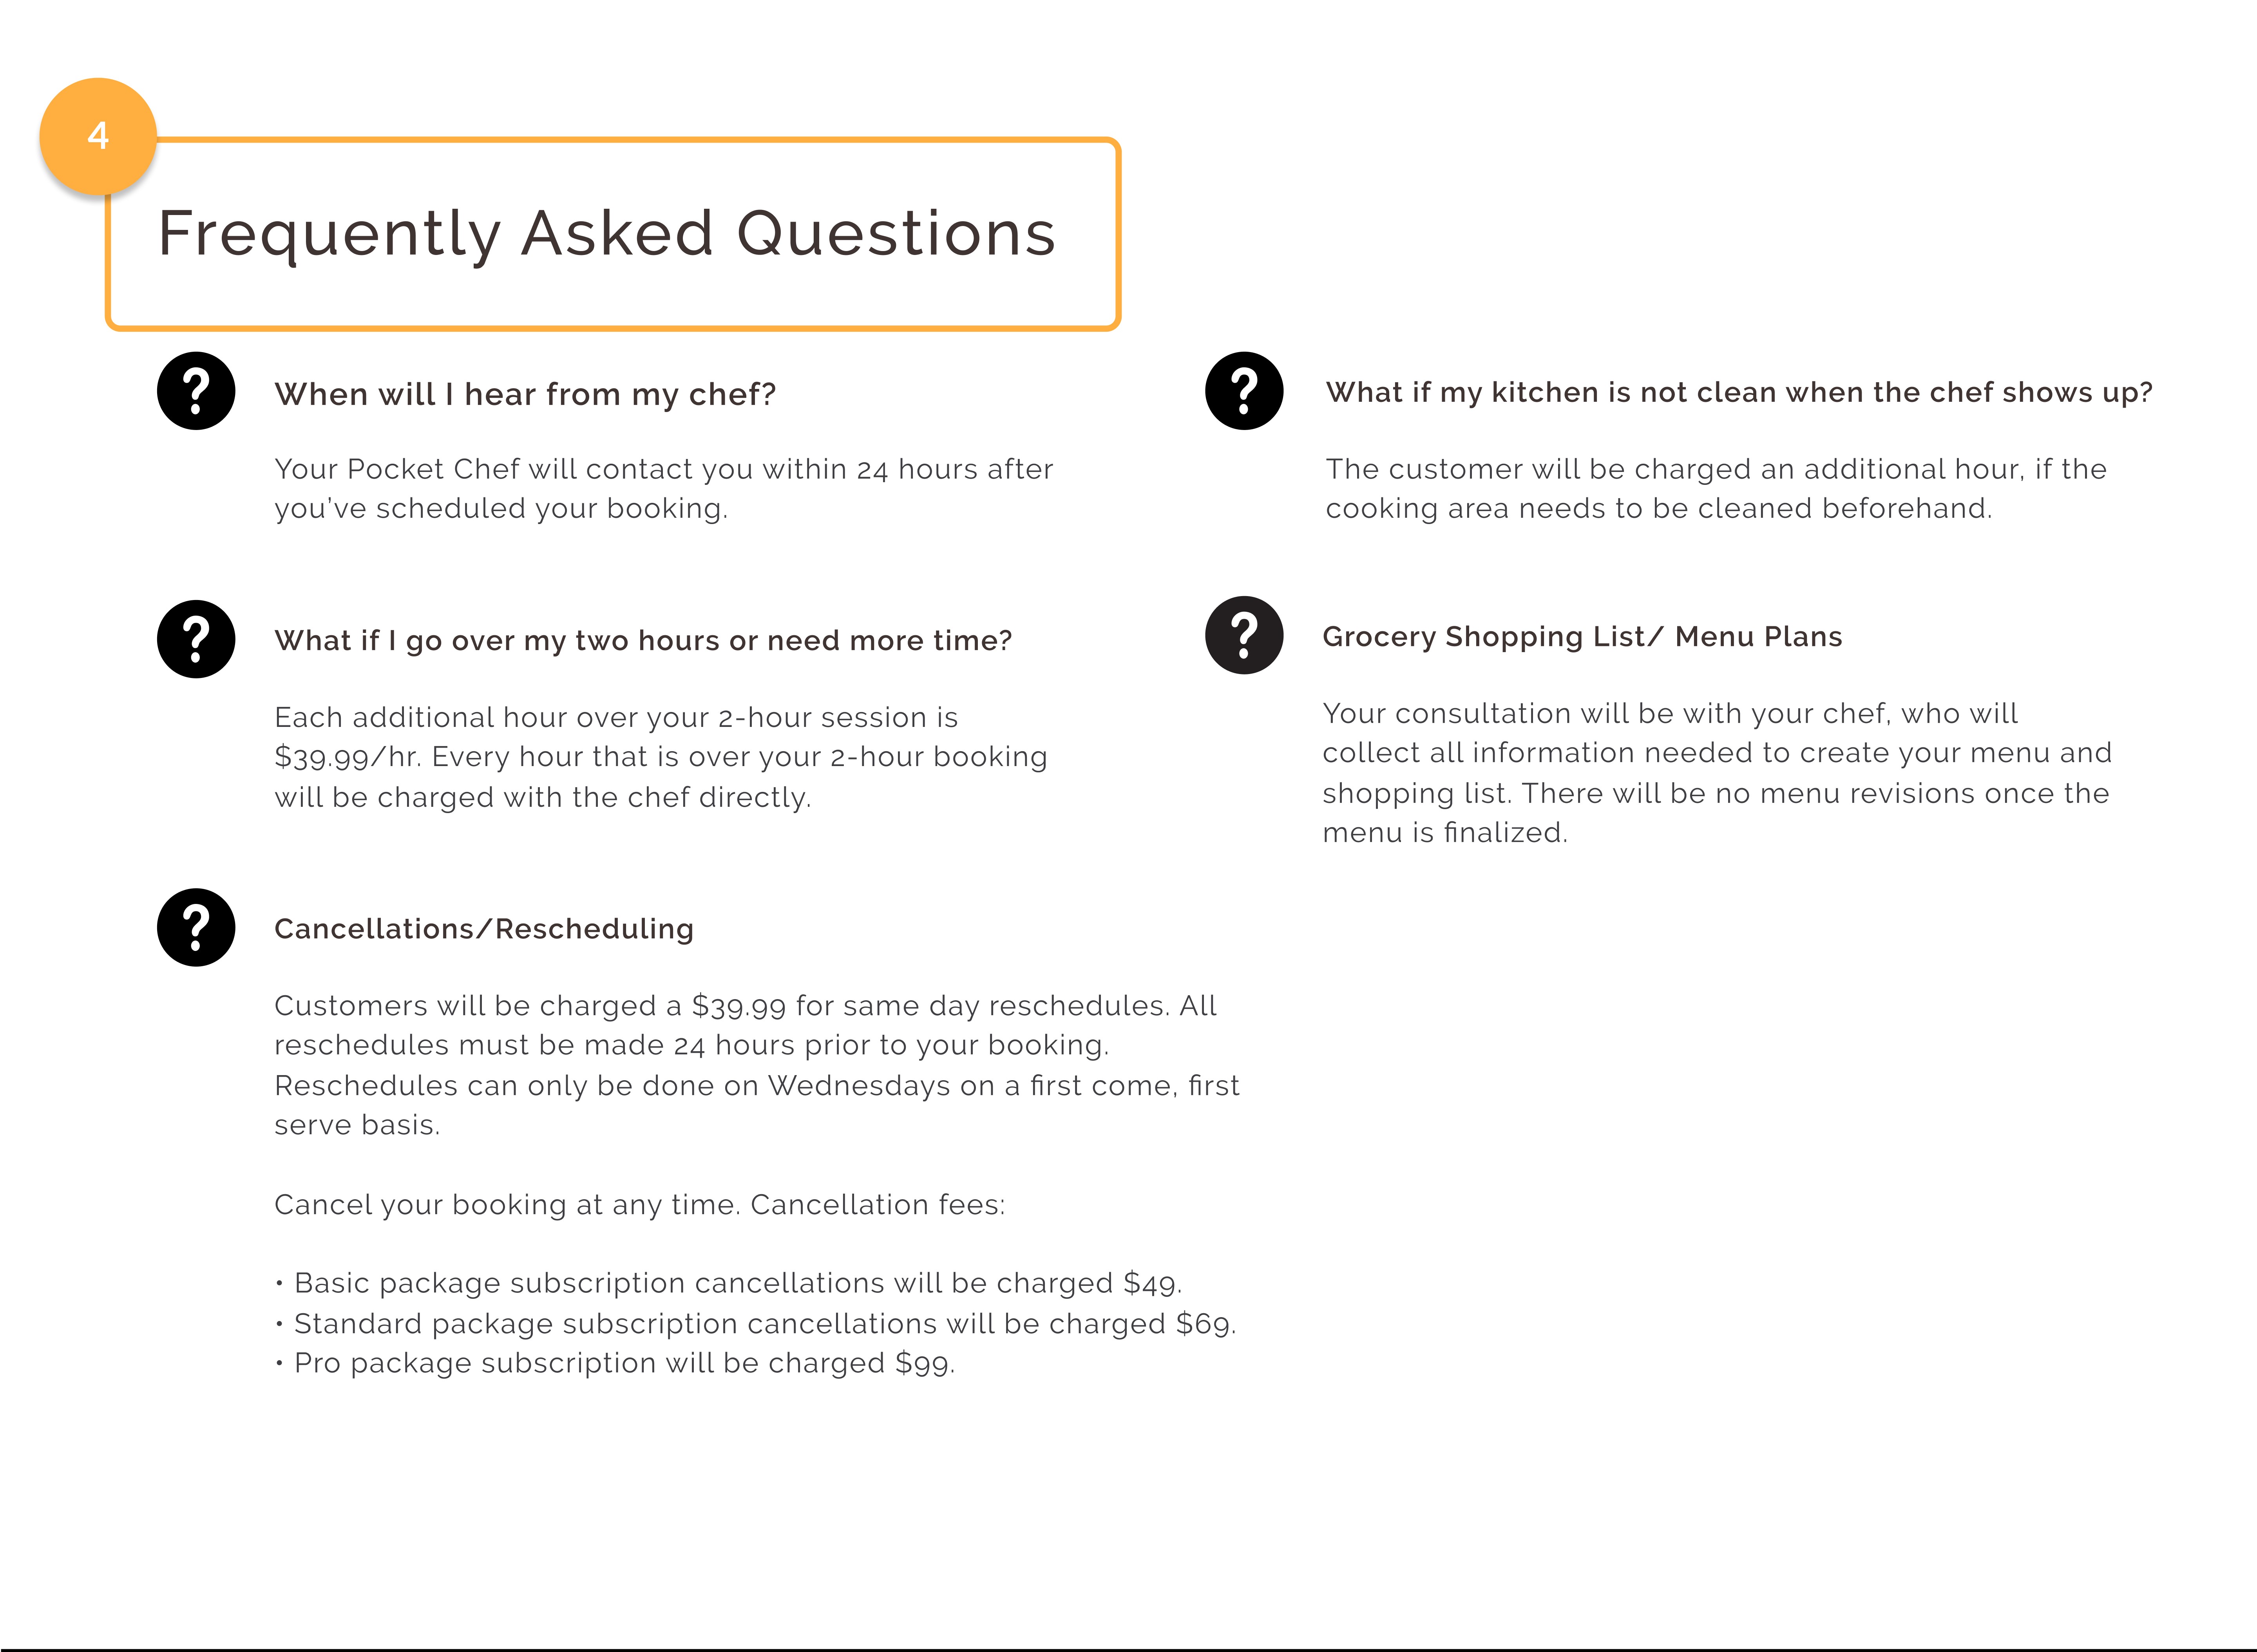 4
Frequently Asked Questions
When will I hear from my chef?
Your Pocket Chef will contact you within 24 hours after
you’ve scheduled your booking.
What if I go over my two hours or need more time?
Each additional hour over your 2-hour session is
$39.99/hr. Every hour that is over your 2-hour booking
will be charged with the chef directly.
Cancellations/Rescheduling
Customers will be charged a $39.99 for same day reschedules. All
reschedules must be made 24 hours prior to your booking.
Reschedules can only be done on Wednesdays on a first come, first
serve basis.
Cancel your booking at any time. Cancellation fees:
• Basic package subscription cancellations will be charged $49.
• Standard package subscription cancellations will be charged $69.
• Pro package subscription will be charged $99.
What if my kitchen is not clean when the chef shows up?
The customer will be charged an additional hour, if the
cooking area needs to be cleaned beforehand.
Grocery Shopping List/ Menu Plans
Your consultation will be with your chef, who will
collect all information needed to create your menu and
shopping list. There will be no menu revisions once the
menu is finalized.